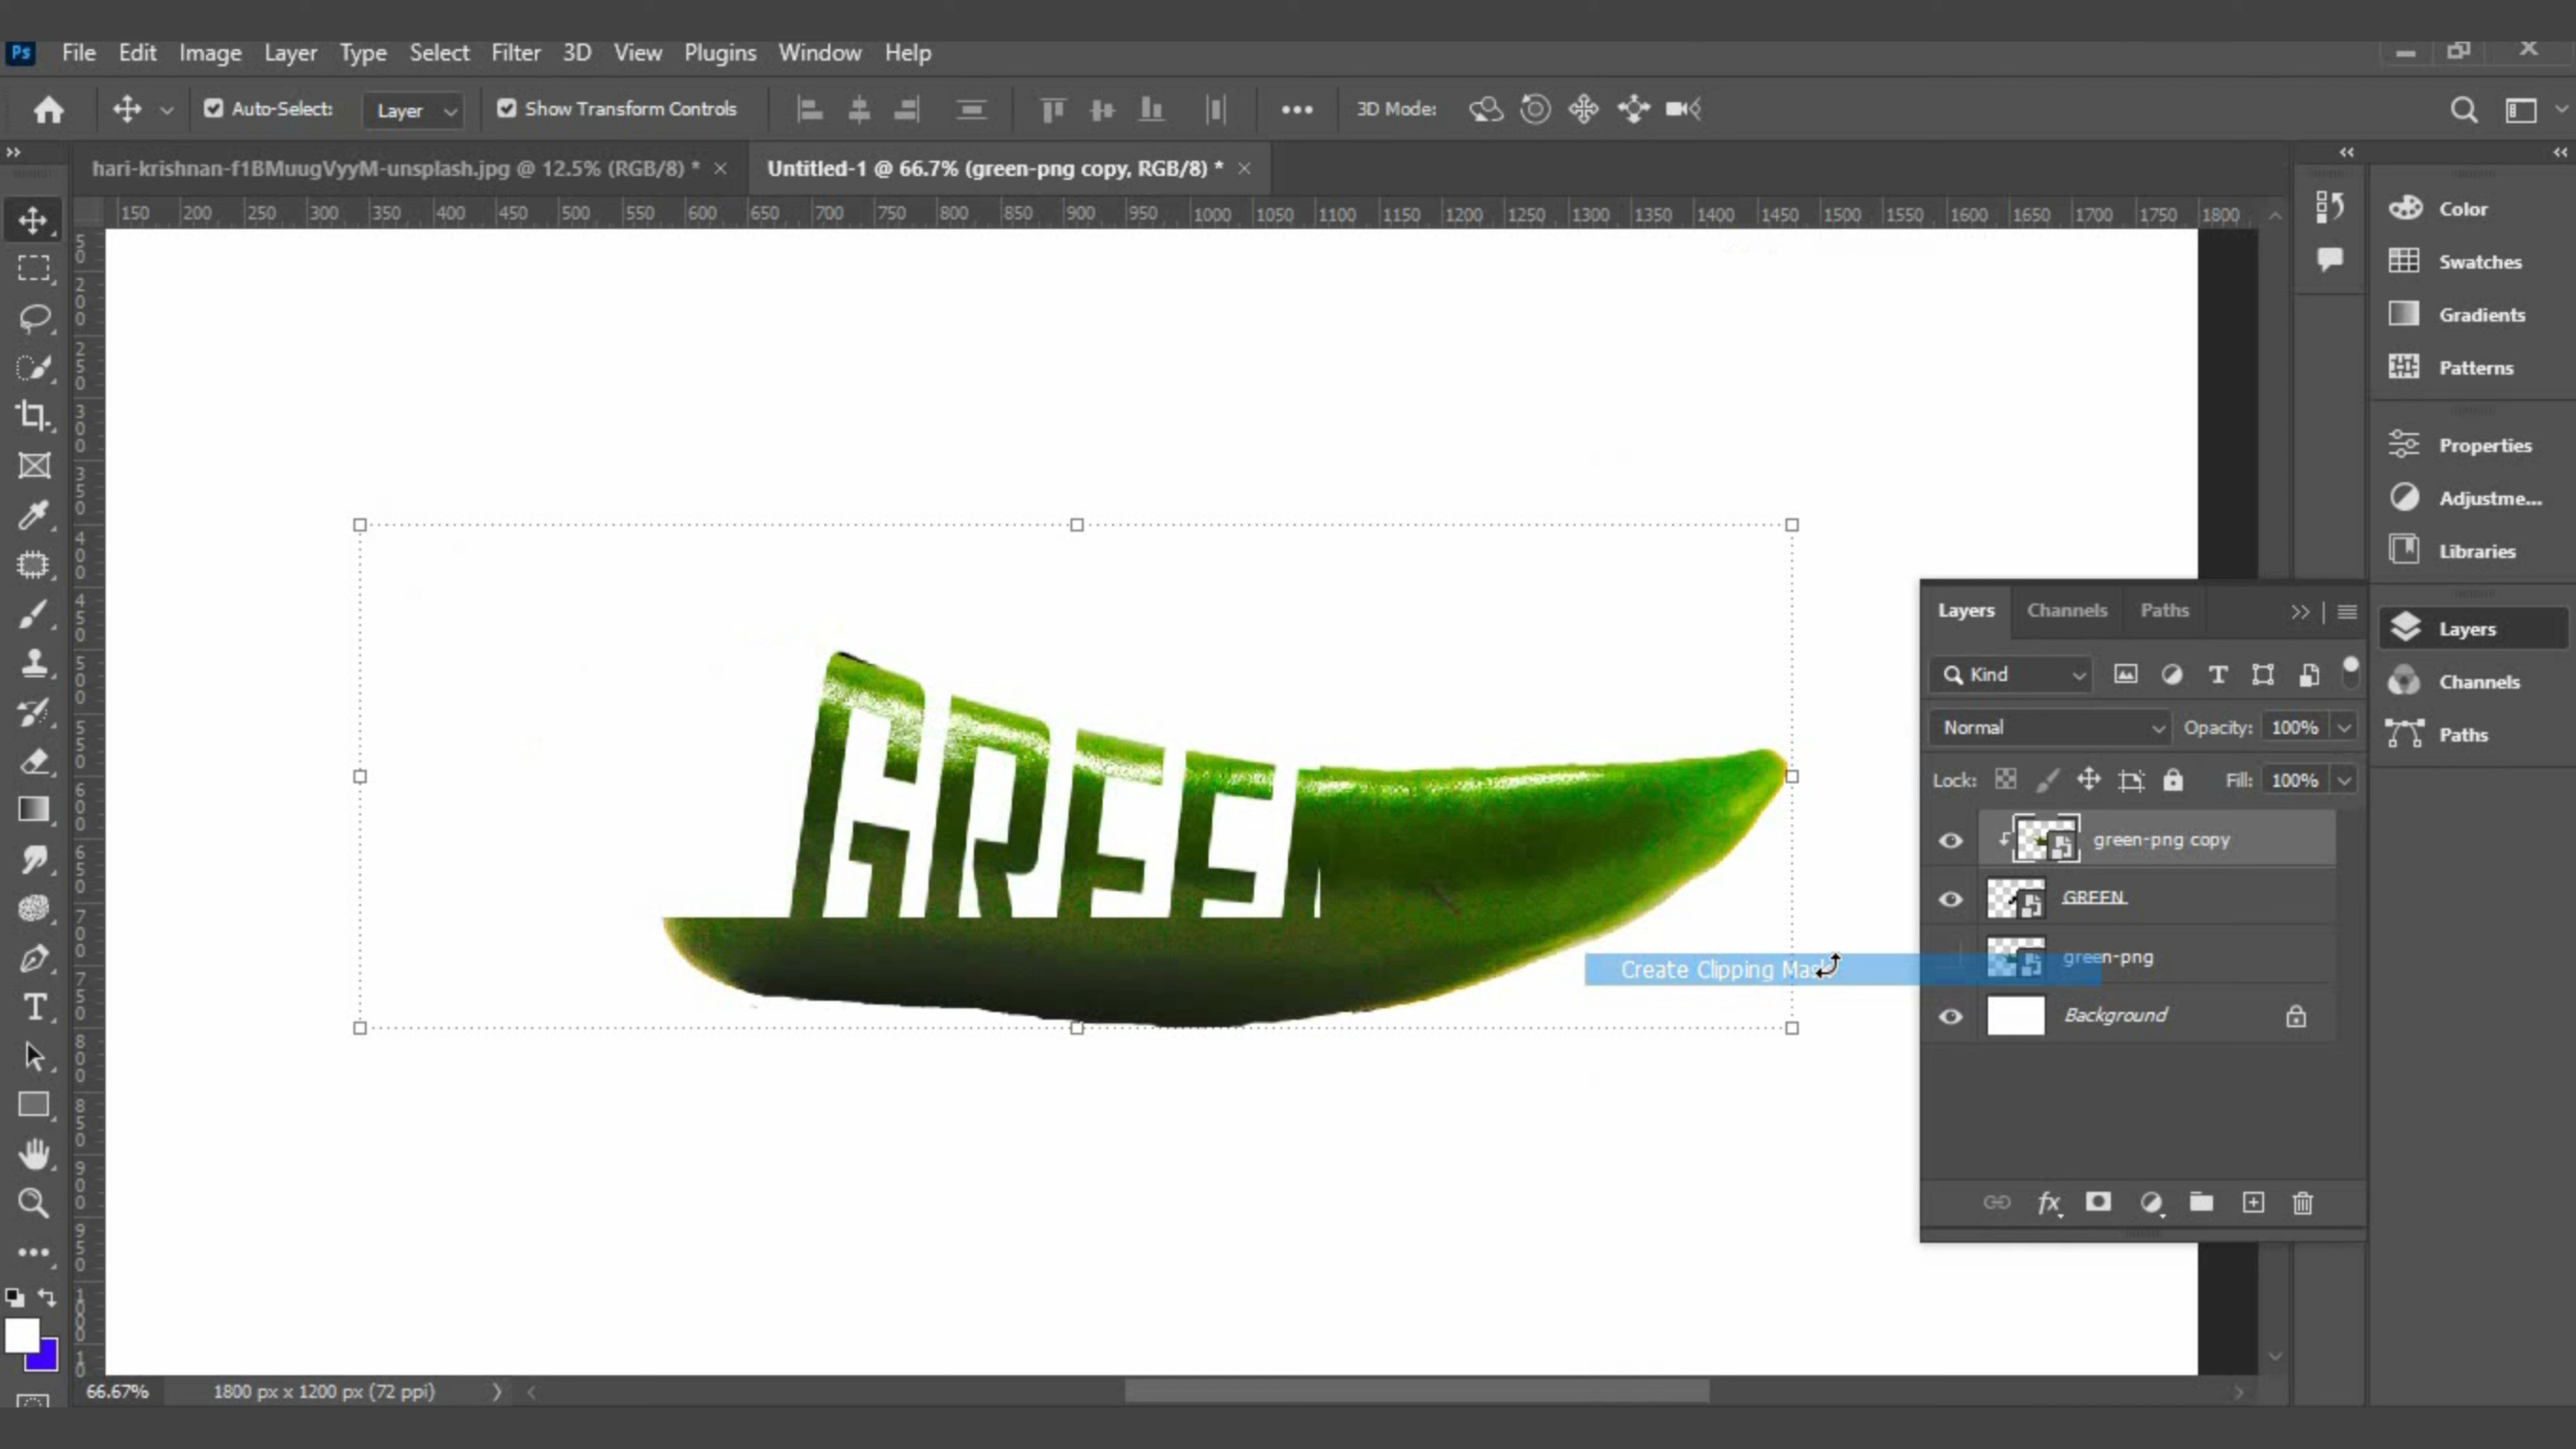 Ps File Edit Image Layer Type Select Filter 3D View Plugins Window Help
Auto-Select: Layer Show Transform Controls 3D Mode:
hari-krishnan-f1BMuugVyyM-unsplash.jpg @ 12.5% (RGB/8) * × Untitled-1 @ 66.7% (green-png copy, RGB/8) * ×
150 200 250 300 350 400 450 500 550 600 650 700 750 800 850 900 950 1000 1050 1100 1150 1200 1250 1300 1350 1400 1450 1500 1550 1600 1650 1700 1750 1800
Color
Swatches
Gradients
Patterns
Properties
Adjustme...
Libraries
Layers
Channels
Paths
GREE
Layers Channels Paths
Kind
Normal Opacity: 100%
Lock: Fill: 100%
green-png copy
GREEN
green-png
Background
Create Clipping Mask
66.67% 1800 px x 1200 px (72 ppi)